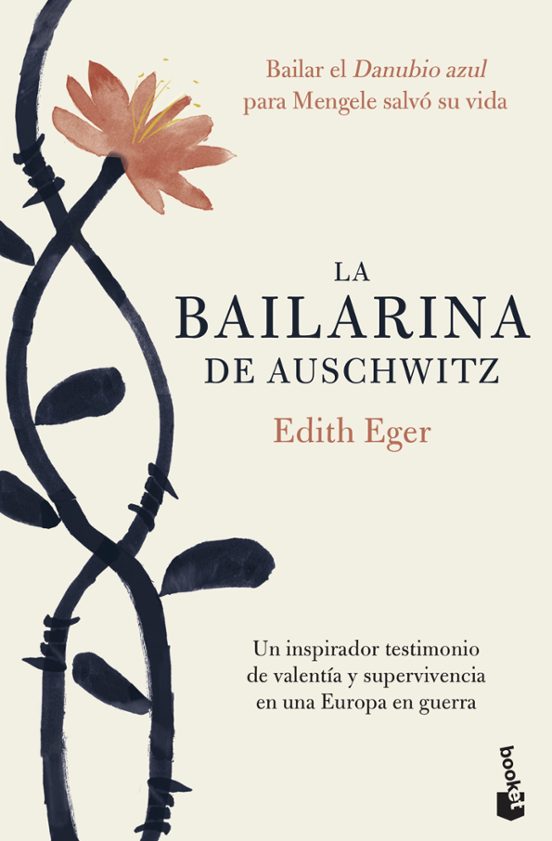 Bailar el Danubio azul
para Mengele salvó su vida
LA
BAILARINA
DE AUSCHWITZ
Edith Eger
Un inspirador testimonio
de valentía y supervivencia
en una Europa en guerra
booket